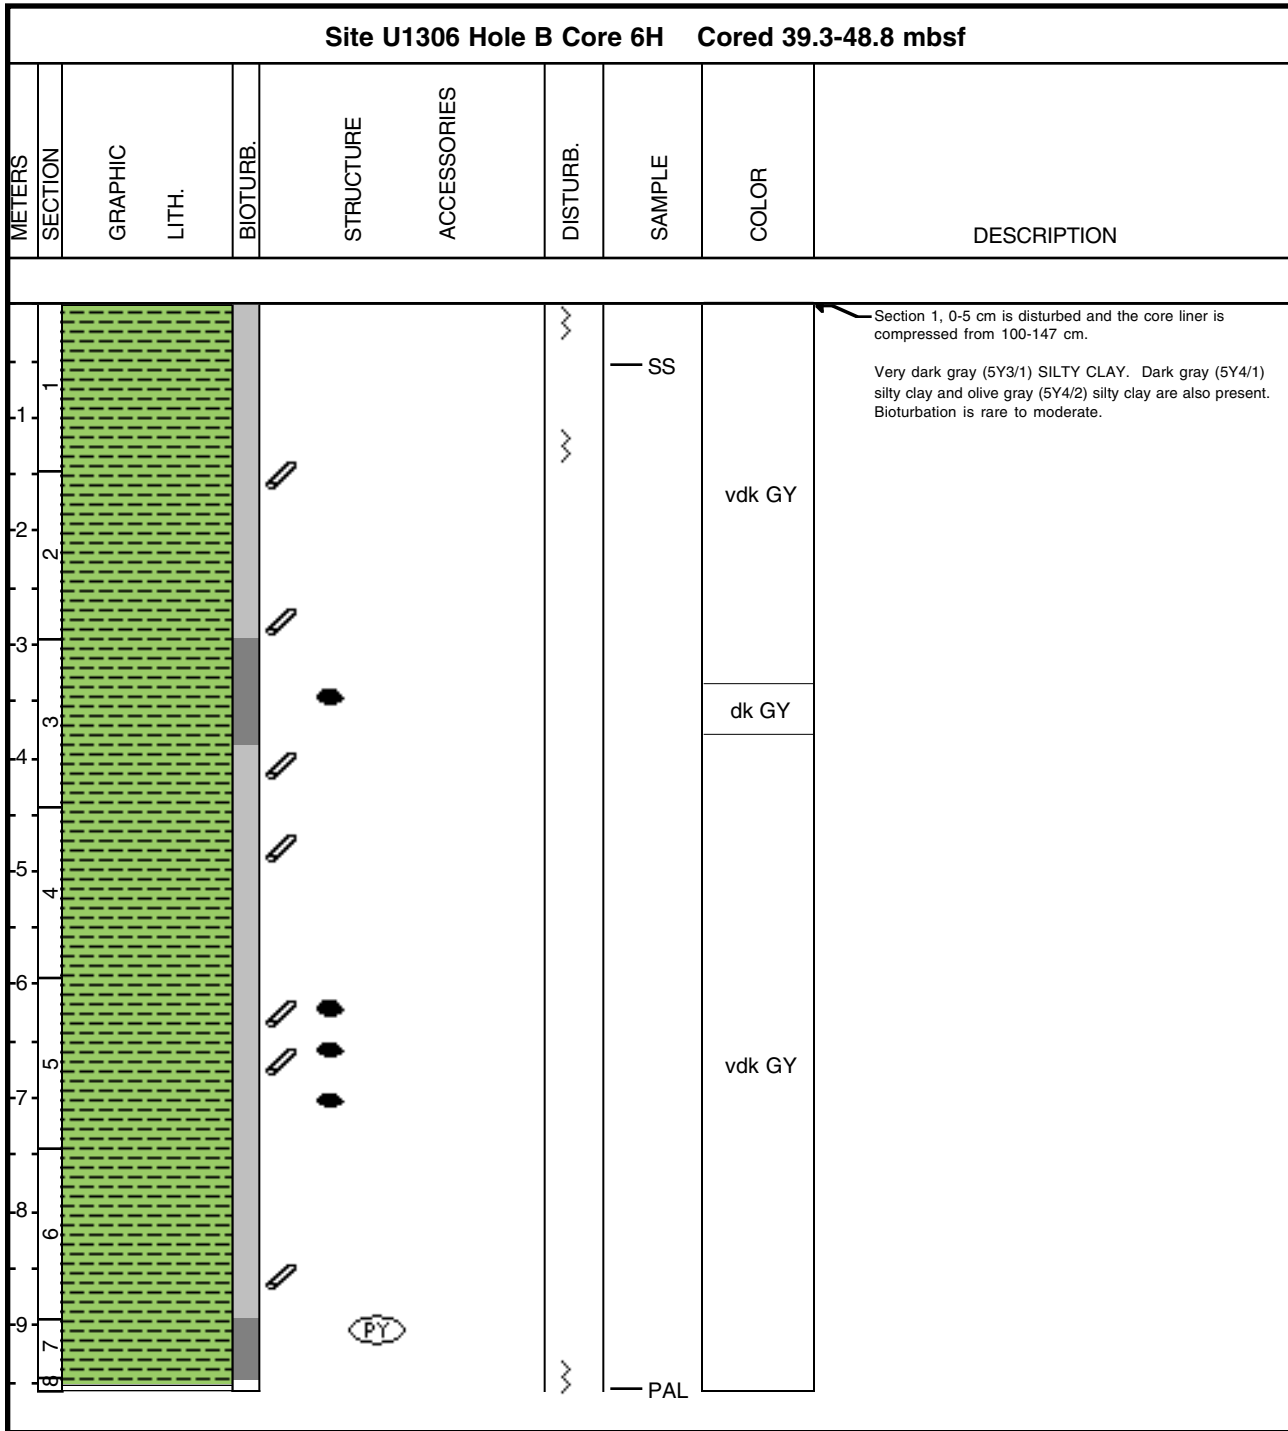 Site U1306 Hole B Core 6H Cored 39.3-48.8 mbsf
METERS
SECTION
GRAPHIC
LITH.
BIOTURB.
STRUCTURE
ACCESSORIES
DISTURB.
SAMPLE
COLOR
DESCRIPTION
Section 1, 0-5 cm is disturbed and the core liner is
compressed from 100-147 cm.
Very dark gray (5Y3/1) SILTY CLAY. Dark gray (5Y4/1)
silty clay and olive gray (5Y4/2) silty clay are also present.
Bioturbation is rare to moderate.
SS
1
1
vdk GY
2
2
3
3
dk GY
4
5
4
6
5
vdk GY
7
8
6
9
PY
7
8
PAL